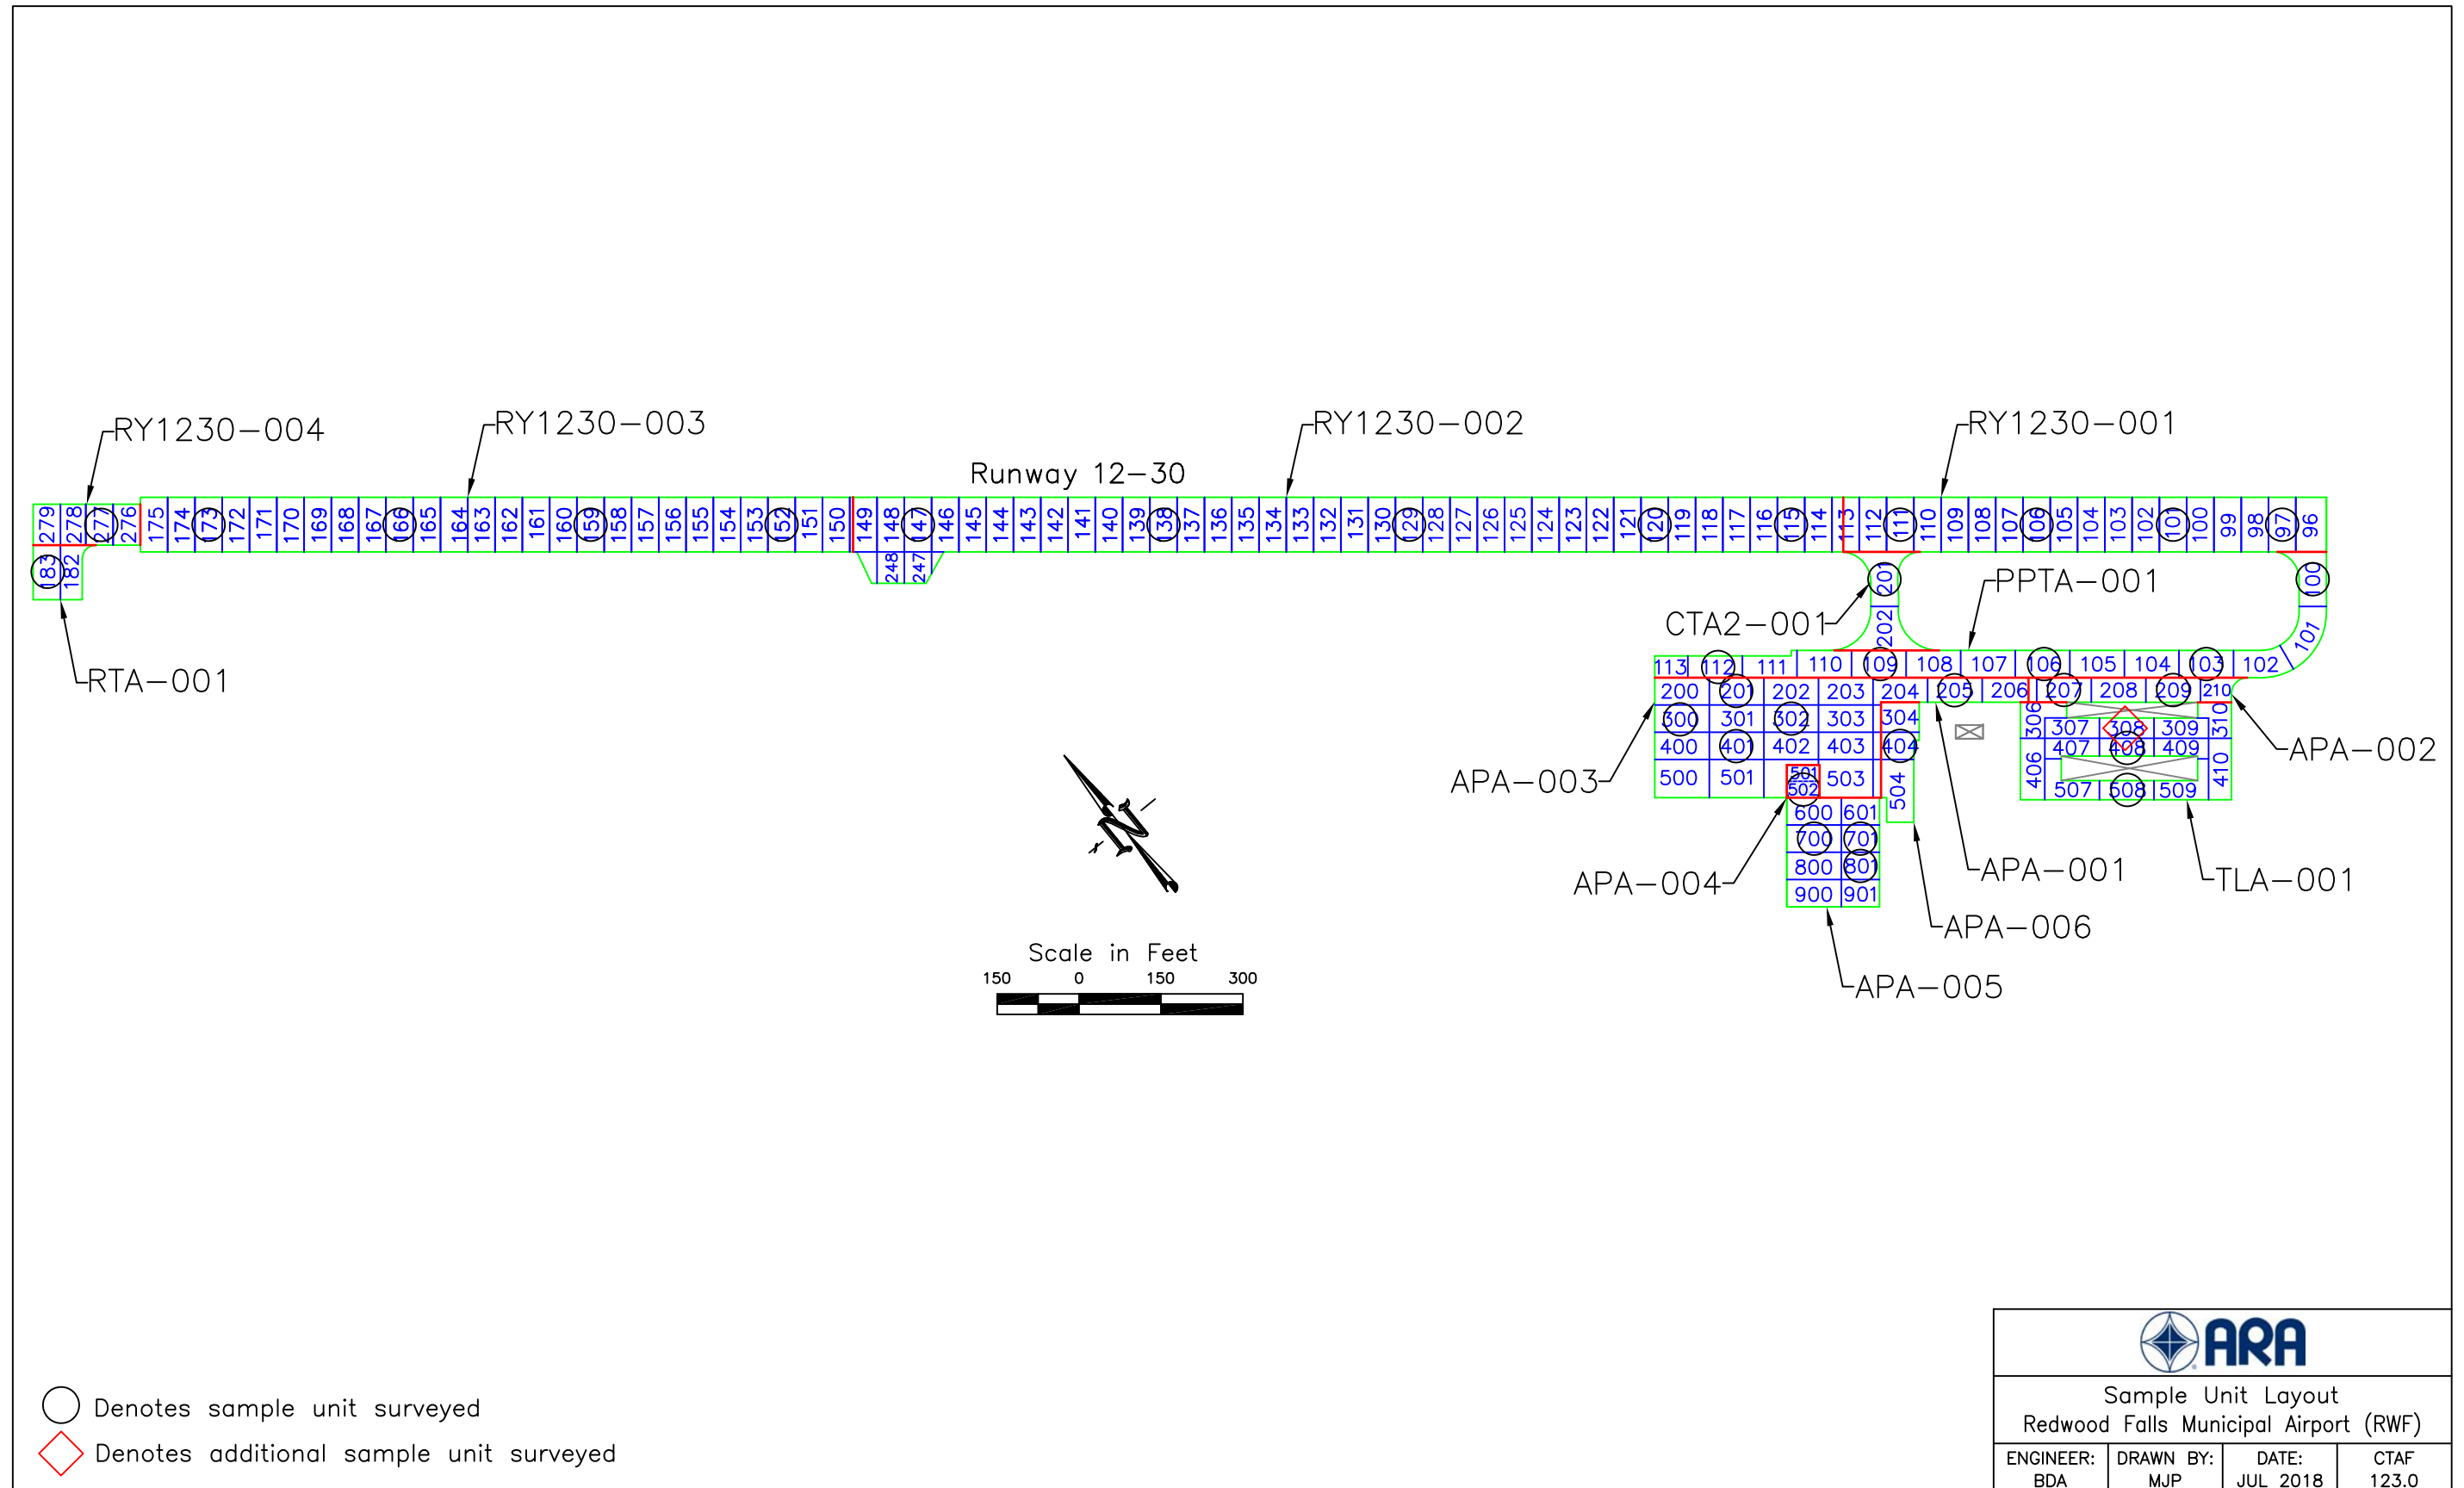 RY1230-004
RY1230-003
RY1230-002
RY1230-001
Runway 12-30
279 278 277 276 175 174 173 172 171 170 169 168 167 166 165 164 163 162 161 160 159 158 157 156 155 154 153 152 151 150 149 148 147 146 145 144 143 142 141 140 139 138 137 136 135 134 133 132 131 130 129 128 127 126 125 124 123 122 121 120 119 118 117 116 115 114 113 112 111 110 109 108 107 106 105 104 103 102 101 100 99 98 97 96
183 182
248 247
201
100
PPTA-001
CTA2-001
202
101
RTA-001
113 112 111 110 109 108 107 106 105 104 103 102
200 201 202 203 204 205 206 207 208 209 210
300 301 302 303 304
306 307 308 309 310
400 401 402 403 404
406 407 408 409 410
500 501 501 503 504
502
507 508 509
APA-003
APA-002
600 601
700 701
800 801
900 901
APA-004
APA-001
TLA-001
APA-006
APA-005
N
Scale in Feet
150 0 150 300
Denotes sample unit surveyed
Denotes additional sample unit surveyed
ARA
Sample Unit Layout
Redwood Falls Municipal Airport (RWF)
ENGINEER: DRAWN BY: DATE: CTAF
BDA MJP JUL 2018 123.0